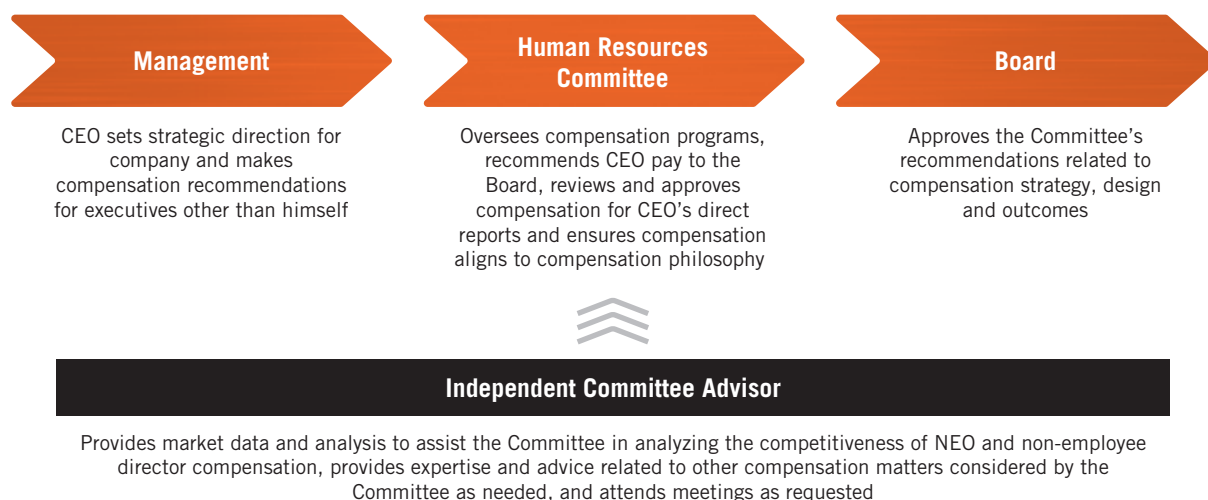 Management
CEO sets strategic direction for
company and makes
compensation recommendations
for executives other than himself
Human Resources
Committee
Oversees compensation programs,
recommends CEO pay to the
Board, reviews and approves
compensation for CEO’s direct
reports and ensures compensation
aligns to compensation philosophy
Board
Approves the Committee’s
recommendations related to
compensation strategy, design
and outcomes
Independent Committee Advisor
Provides market data and analysis to assist the Committee in analyzing the competitiveness of NEO and non-employee
director compensation, provides expertise and advice related to other compensation matters considered by the
Committee as needed, and attends meetings as requested